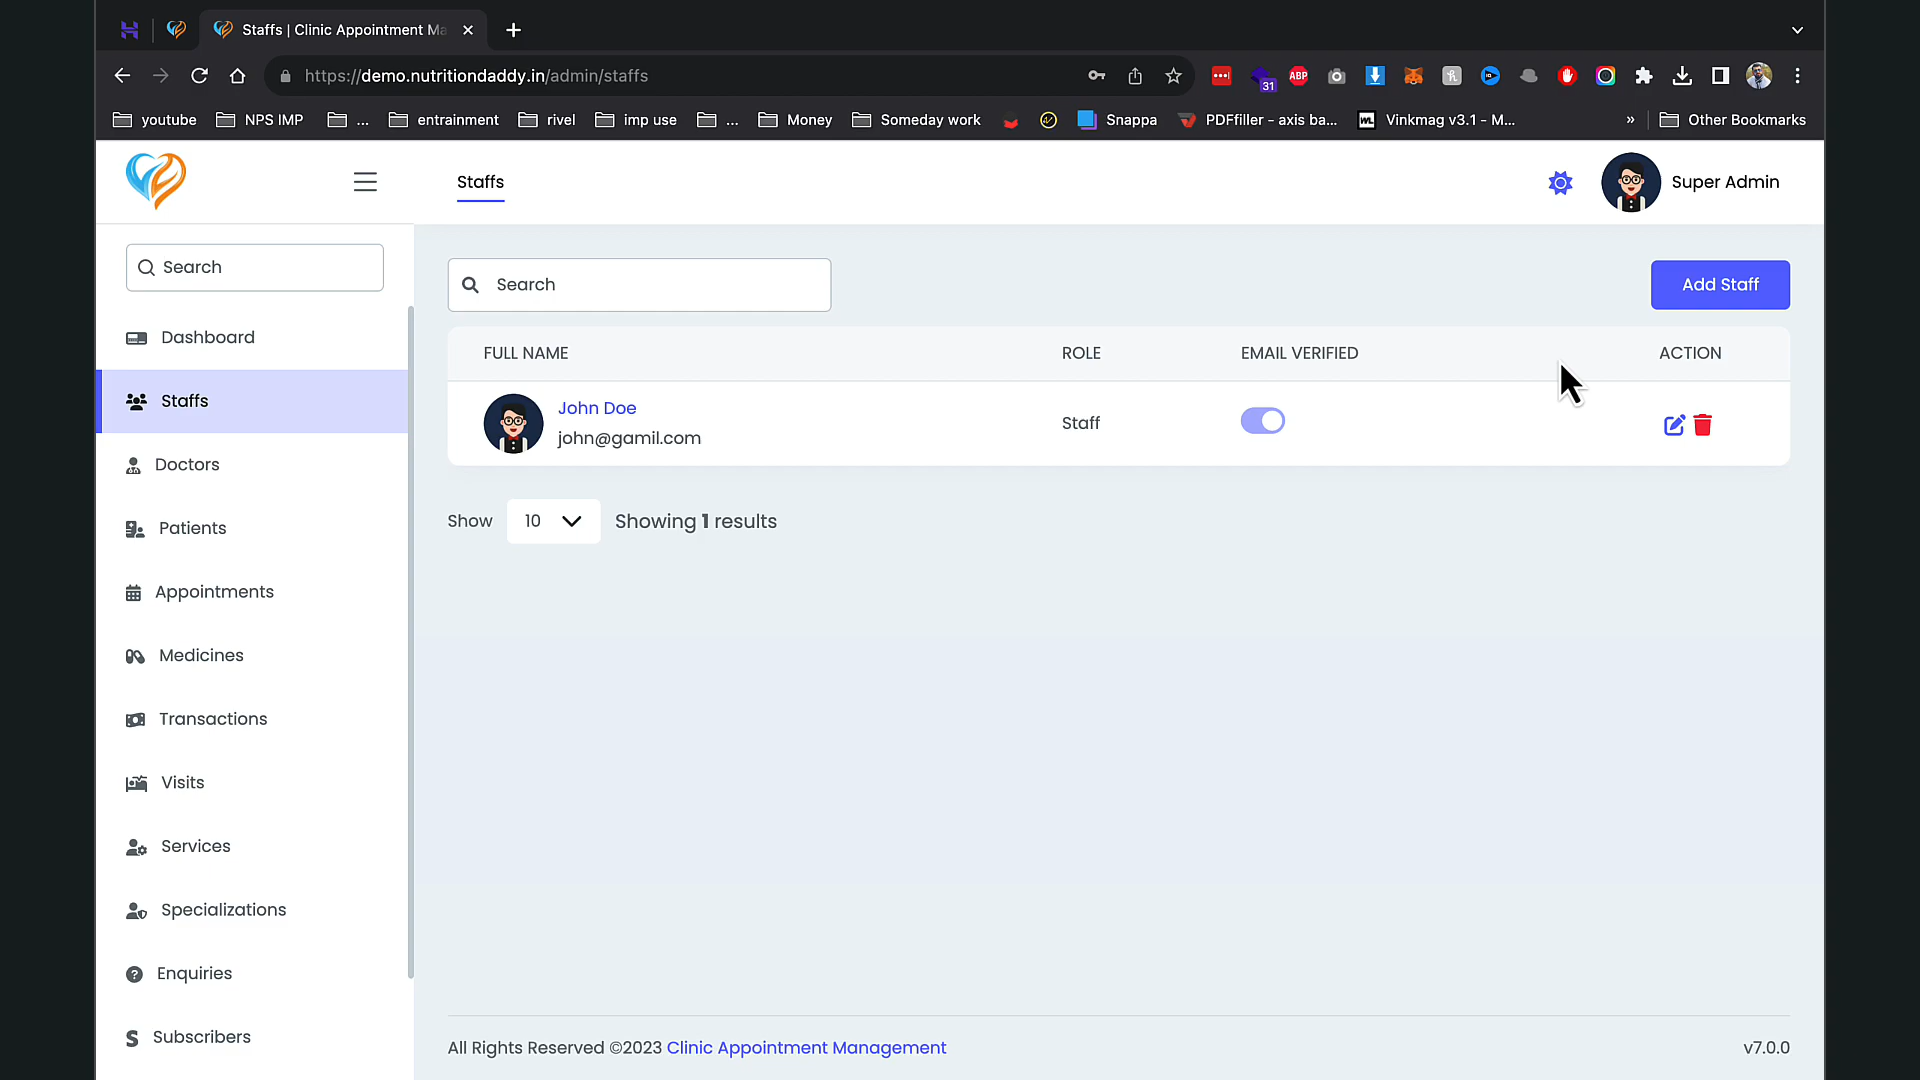 Staffs | Clinic Appointment Ma
https://demo.nutritiondaddy.in/admin/staffs
31
ABP
youtube
NPS IMP
...
entrainment
rivel
imp use
...
Money
Someday work
Snappa
PDFfiller - axis ba...
Vinkmag v3.1 - M...
»
Other Bookmarks
Staffs
Super Admin
Search
Dashboard
Staffs
Doctors
Patients
Appointments
Medicines
Transactions
Visits
Services
Specializations
Enquiries
Subscribers
Search
Add Staff
FULL NAME ROLE EMAIL VERIFIED ACTION
John Doe
john@gamil.com
Staff
Show 10 Showing 1 results
All Rights Reserved ©2023 Clinic Appointment Management
v7.0.0